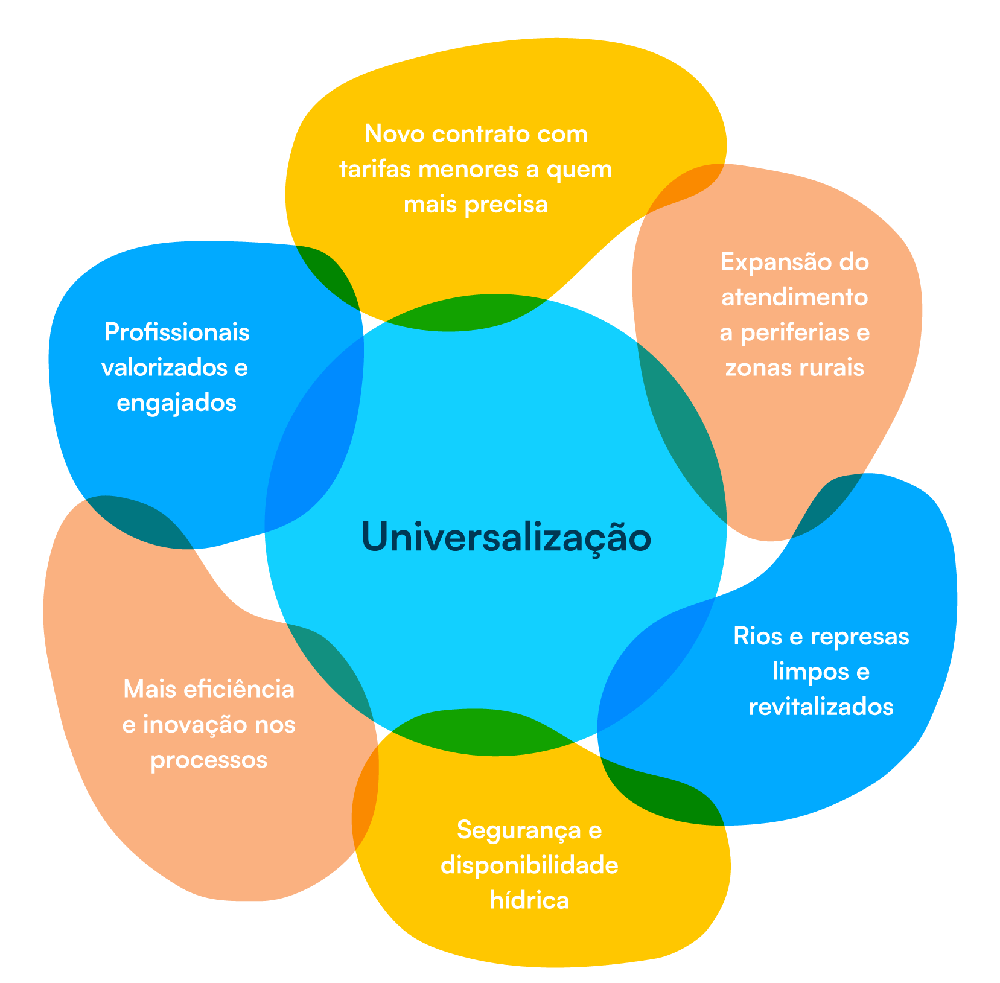 Novo contrato com
tarifas menores a quem
mais precisa
Expansão do
atendimento
a periferias e
zonas rurais
Profissionais
valorizados e
engajados
Universalização
Rios e represas
limpos e
revitalizados
Mais eficiência
e inovação nos
processos
Segurança e
disponibilidade
hídrica